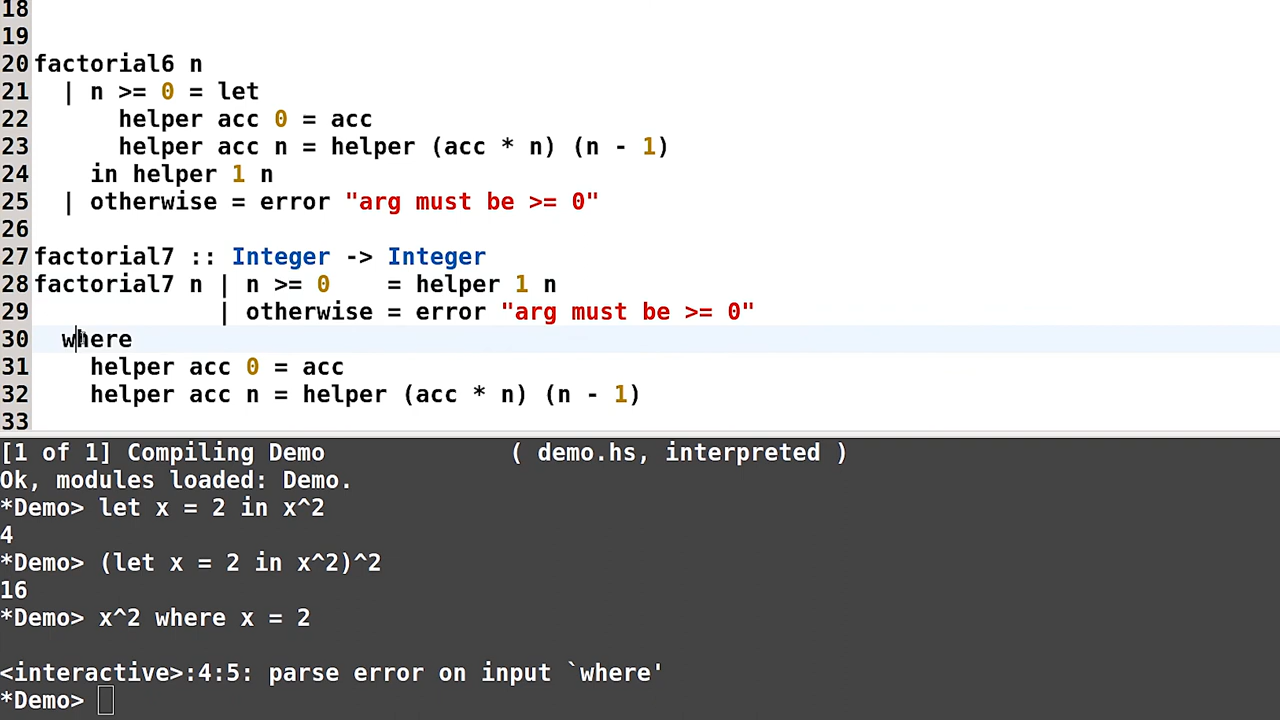 18
19
20 factorial6 n
21   | n >= 0 = let
22       helper acc 0 = acc
23       helper acc n = helper (acc * n) (n - 1)
24     in helper 1 n
25   | otherwise = error "arg must be >= 0"
26
27 factorial7 :: Integer -> Integer
28 factorial7 n | n >= 0    = helper 1 n
29              | otherwise = error "arg must be >= 0"
30   where
31     helper acc 0 = acc
32     helper acc n = helper (acc * n) (n - 1)
33
[1 of 1] Compiling Demo             ( demo.hs, interpreted )
Ok, modules loaded: Demo.
*Demo> let x = 2 in x^2
4
*Demo> (let x = 2 in x^2)^2
16
*Demo> x^2 where x = 2
<interactive>:4:5: parse error on input `where'
*Demo>